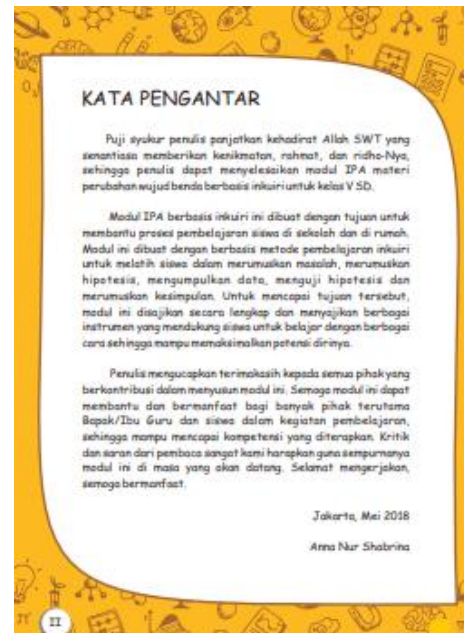 KATA PENGANTAR
Puji syukur penulis panjatkan kehadirat Allah SWT yang
senantiasa memberikan kenikmatan, rahmat, dan ridho-Nya,
sehingga penulis dapat menyelesaikan modul IPA materi
perubahan wujud benda berbasis inkuiri untuk kelas V SD.
Modul IPA berbasis inkuiri ini dibuat dengan tujuan untuk
membantu proses pembelajaran siswa di sekolah dan di rumah.
Modul ini dibuat dengan berbasis metode pembelajaran inkuiri
untuk melatih siswa dalam merumuskan masalah, merumuskan
hipotesis, mengumpulkan data, menguji hipotesis dan
merumuskan kesimpulan. Untuk mencapai tujuan tersebut,
modul ini disajikan secara lengkap dan menyajikan berbagai
instrumen yang mendukung siswa untuk belajar dengan berbagai
cara sehingga mampu memaksimalkan potensi dirinya.
Penulis mengucapkan terimakasih kepada semua pihak yang
berkontribusi dalam menyusun modul ini. Semoga modul ini dapat
membantu dan bermanfaat bagi banyak pihak terutama
Bapak/Ibu Guru dan siswa dalam kegiatan pembelajaran,
sehingga mampu mencapai kompetensi yang diterapkan. Kritik
dan saran dari pembaca sangat kami harapkan guna sempurnanya
modul ini di masa yang akan datang. Selamat mengerjakan,
semoga bermanfaat.
Jakarta, Mei 2018
Anna Nur Shabrina
II